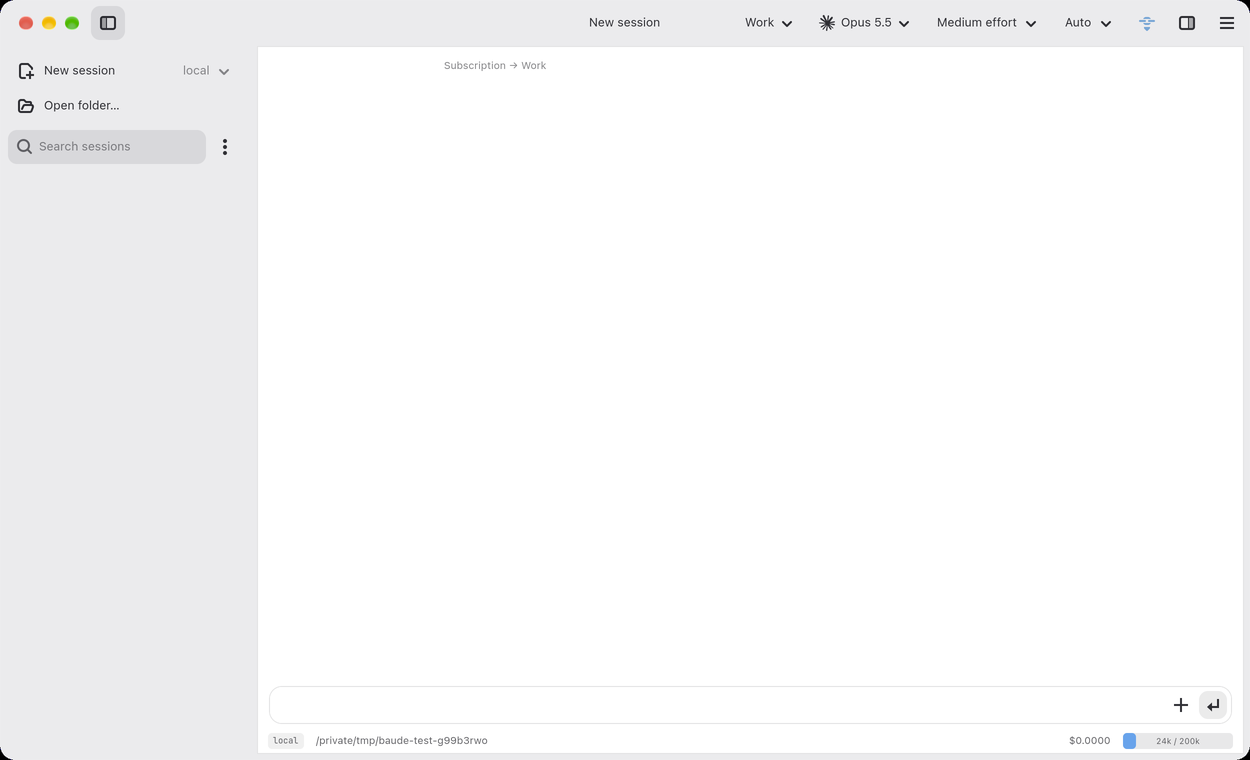 New session
Work
Opus 5.5
Medium effort
Auto
New session
local
Open folder...
Search sessions
Subscription → Work
local
/private/tmp/baude-test-g99b3rwo
$0.0000
24k / 200k